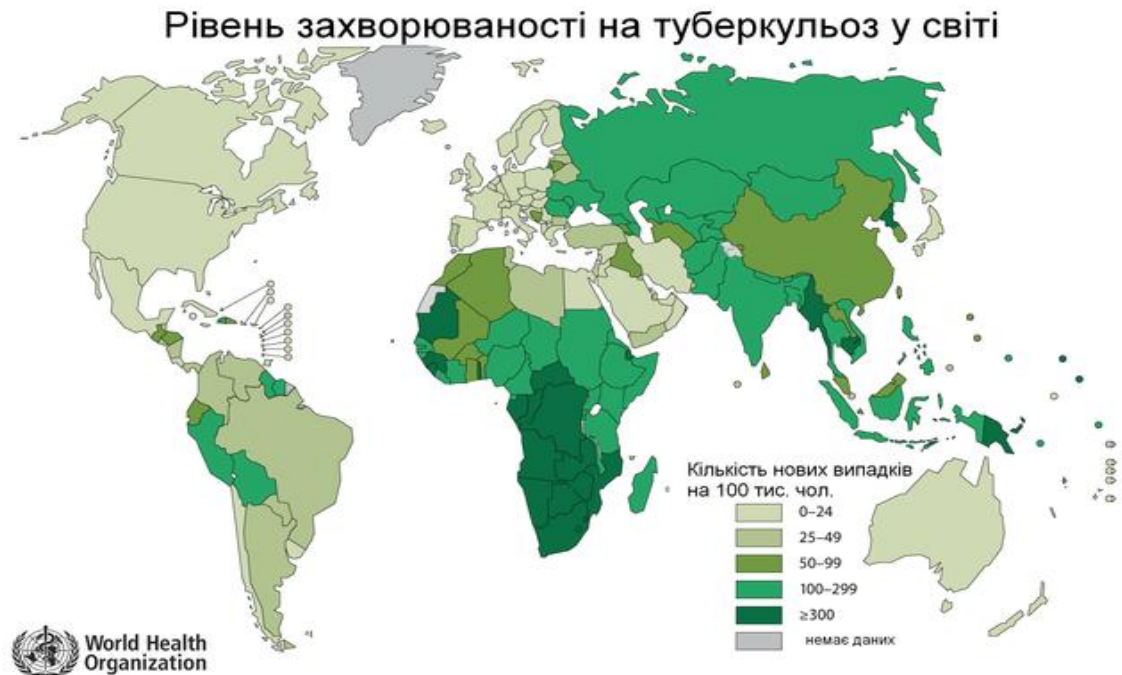 Рівень захворюваності на туберкульоз у світі
Кількість нових випадків
на 100 тис. чол.
0–24
25–49
50–99
100–299
≥300
немає даних
World Health
Organization